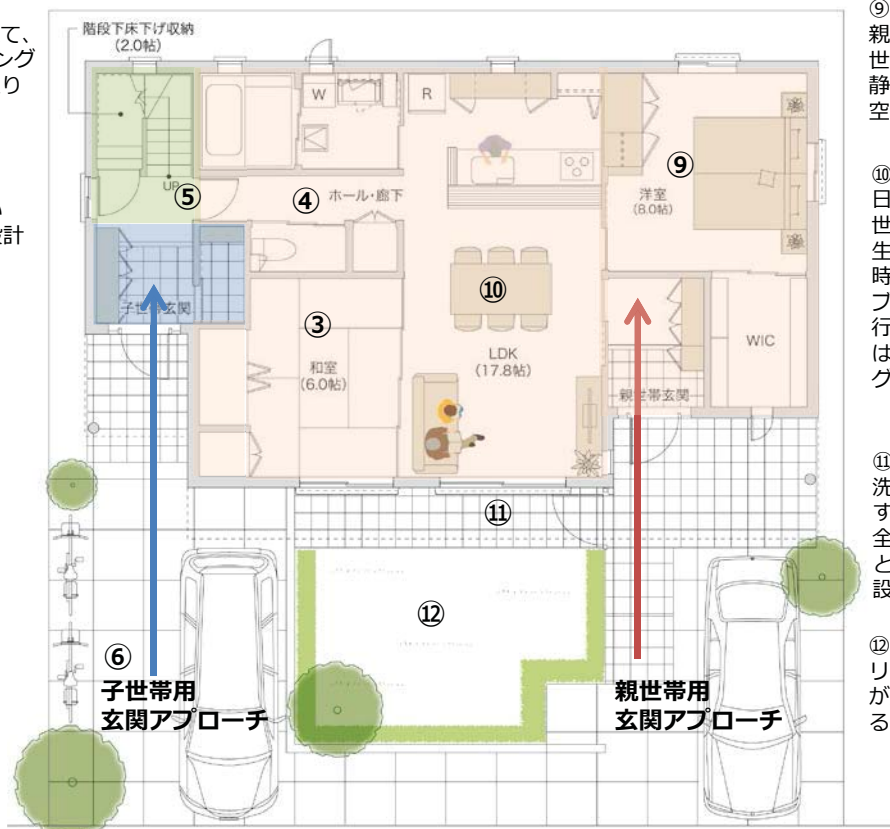 階段下床下げ収納
(2.0帖)
て、
ング
り
計
UP
W
R
⑤
④
ホール・廊下
⑨
洋室
(8.0帖)
子世帯玄関
③
和室
(6.0帖)
⑩
LDK
(17.8帖)
親世帯玄関
WIC
⑪
⑫
⑥
子世帯用
玄関アプローチ
親世帯用
玄関アプローチ
⑨
親
世
静
空
⑩
日
世
生
時
プ
行
は
グ
⑪
洗
す
全
と
設
⑫
リ
が
る